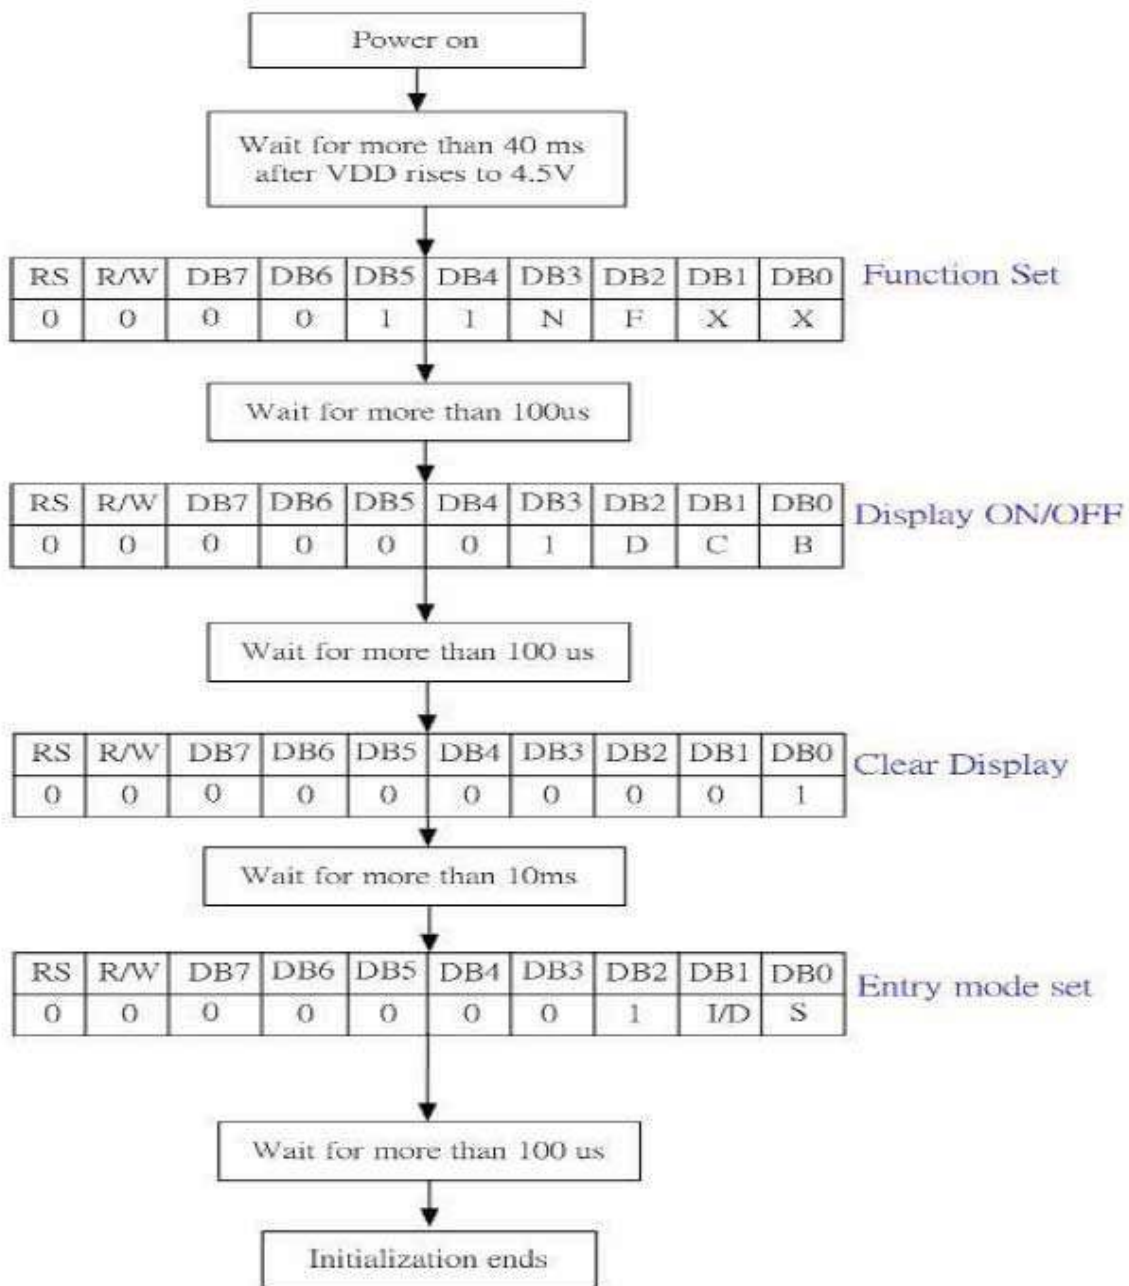 Power on
Wait for more than 40 ms
after VDD rises to 4.5V
RS R/W DB7 DB6 DB5 DB4 DB3 DB2 DB1 DB0 Function Set
0 0 0 0 1 1 N F X X
Wait for more than 100us
RS R/W DB7 DB6 DB5 DB4 DB3 DB2 DB1 DB0 Display ON/OFF
0 0 0 0 0 0 1 D C B
Wait for more than 100 us
RS R/W DB7 DB6 DB5 DB4 DB3 DB2 DB1 DB0 Clear Display
0 0 0 0 0 0 0 0 0 1
Wait for more than 10ms
RS R/W DB7 DB6 DB5 DB4 DB3 DB2 DB1 DB0 Entry mode set
0 0 0 0 0 0 0 1 I/D S
Wait for more than 100 us
Initialization ends